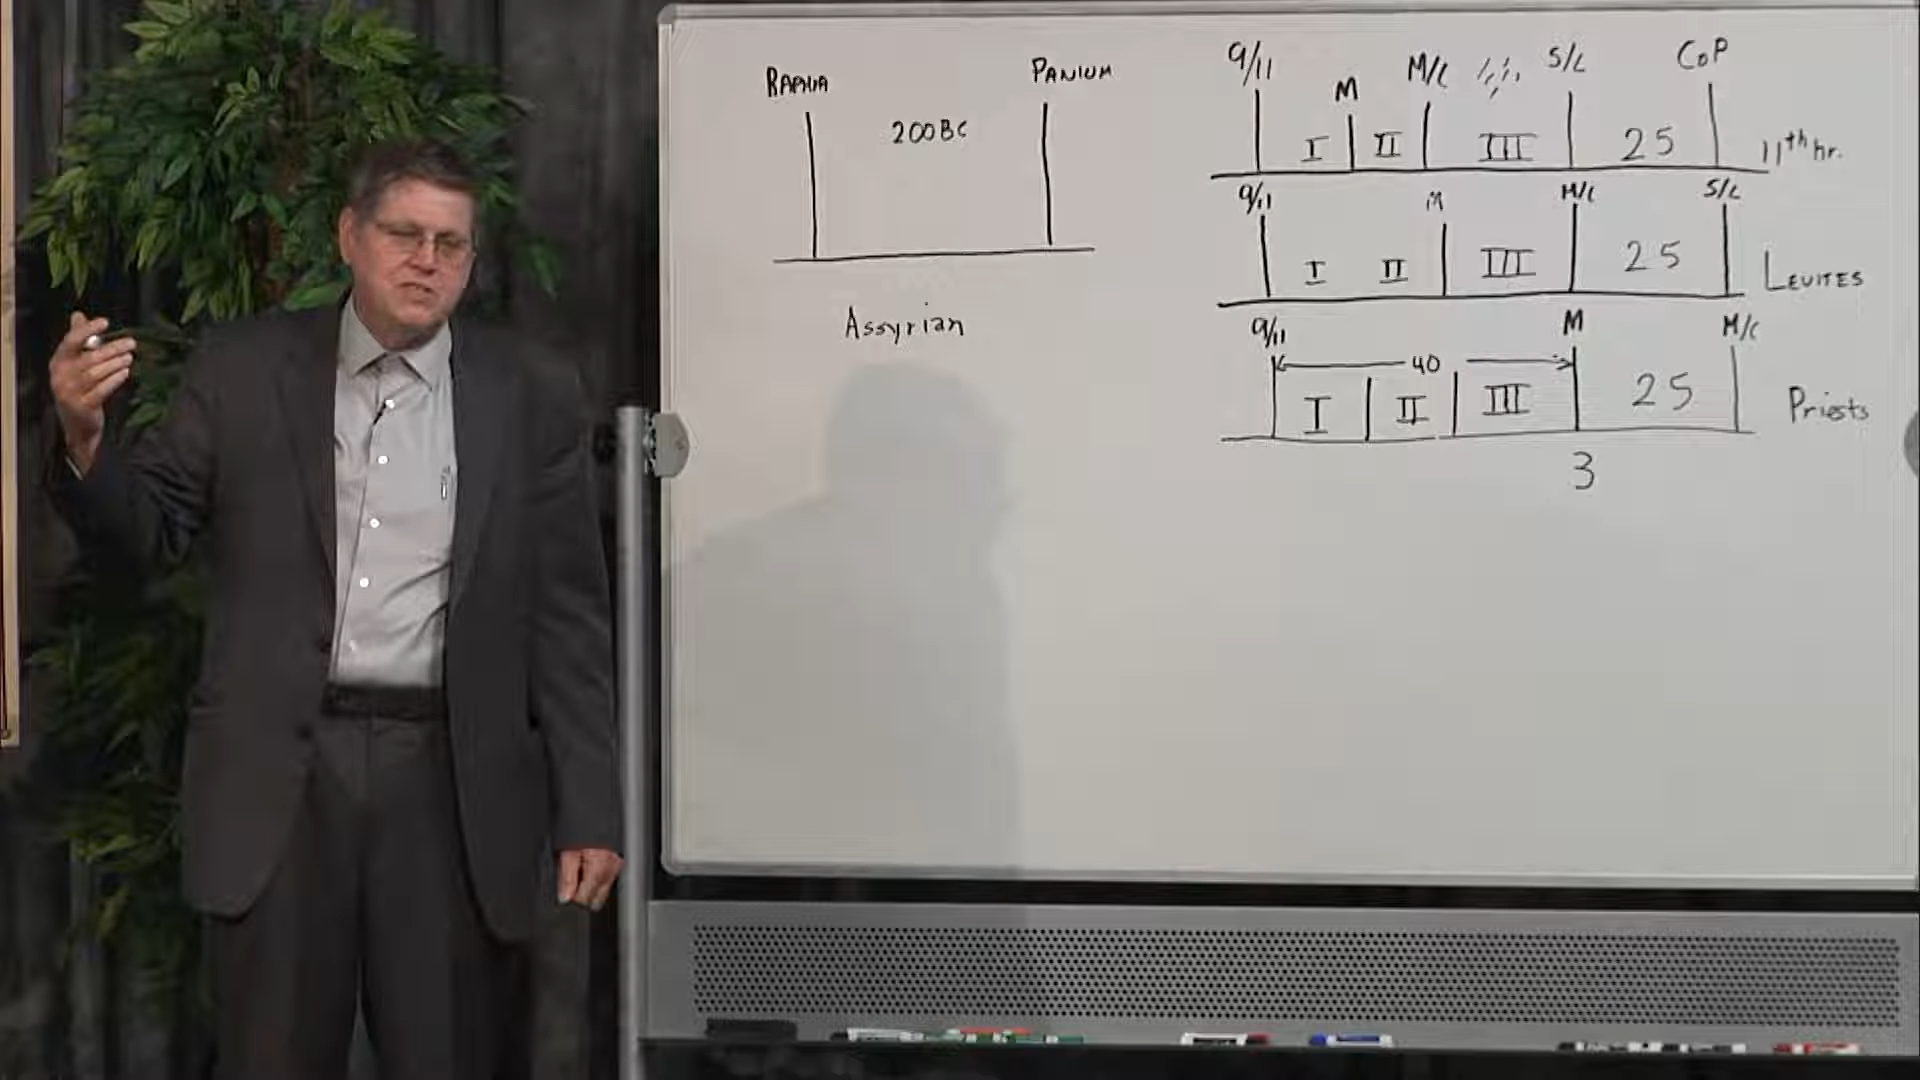 RAPHIA PANIUM
200BC
Assyrian
9/11 M M/C S/L CoP
I II III 25 11th hr.
9/11 M M/C S/L
I II III 25 LEVITES
9/11 M M/C
40
I II III 25 Priests
3